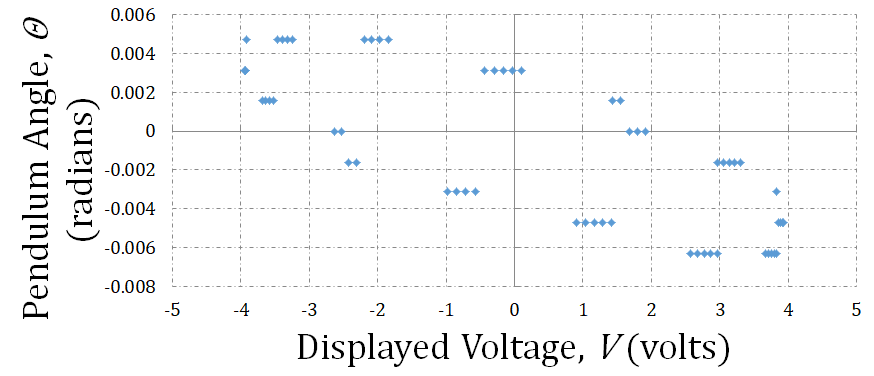 Pendulum Angle, Θ
(radians)
0.006
0.004
0.002
0
-0.002
-0.004
-0.006
-0.008
-5 -4 -3 -2 -1 0 1 2 3 4 5
Displayed Voltage, V (volts)